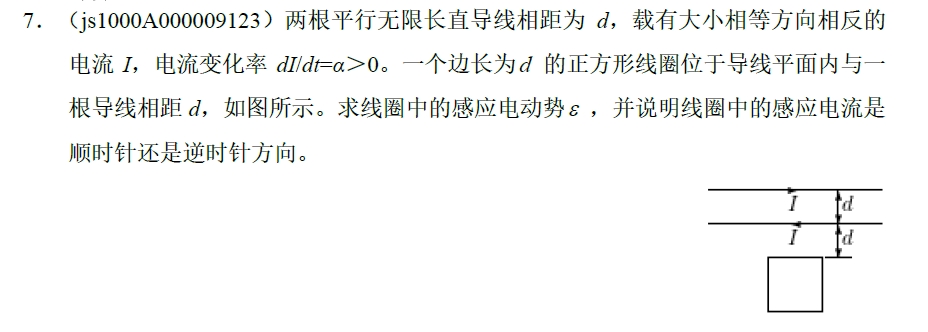 7. （js1000A000009123）两根平行无限长直导线相距为 d，载有大小相等方向相反的
电流 I，电流变化率 dI/dt=α＞0。一个边长为 d 的正方形线圈位于导线平面内与一
根导线相距 d，如图所示。求线圈中的感应电动势 ε ，并说明线圈中的感应电流是
顺时针还是逆时针方向。
I d
I d